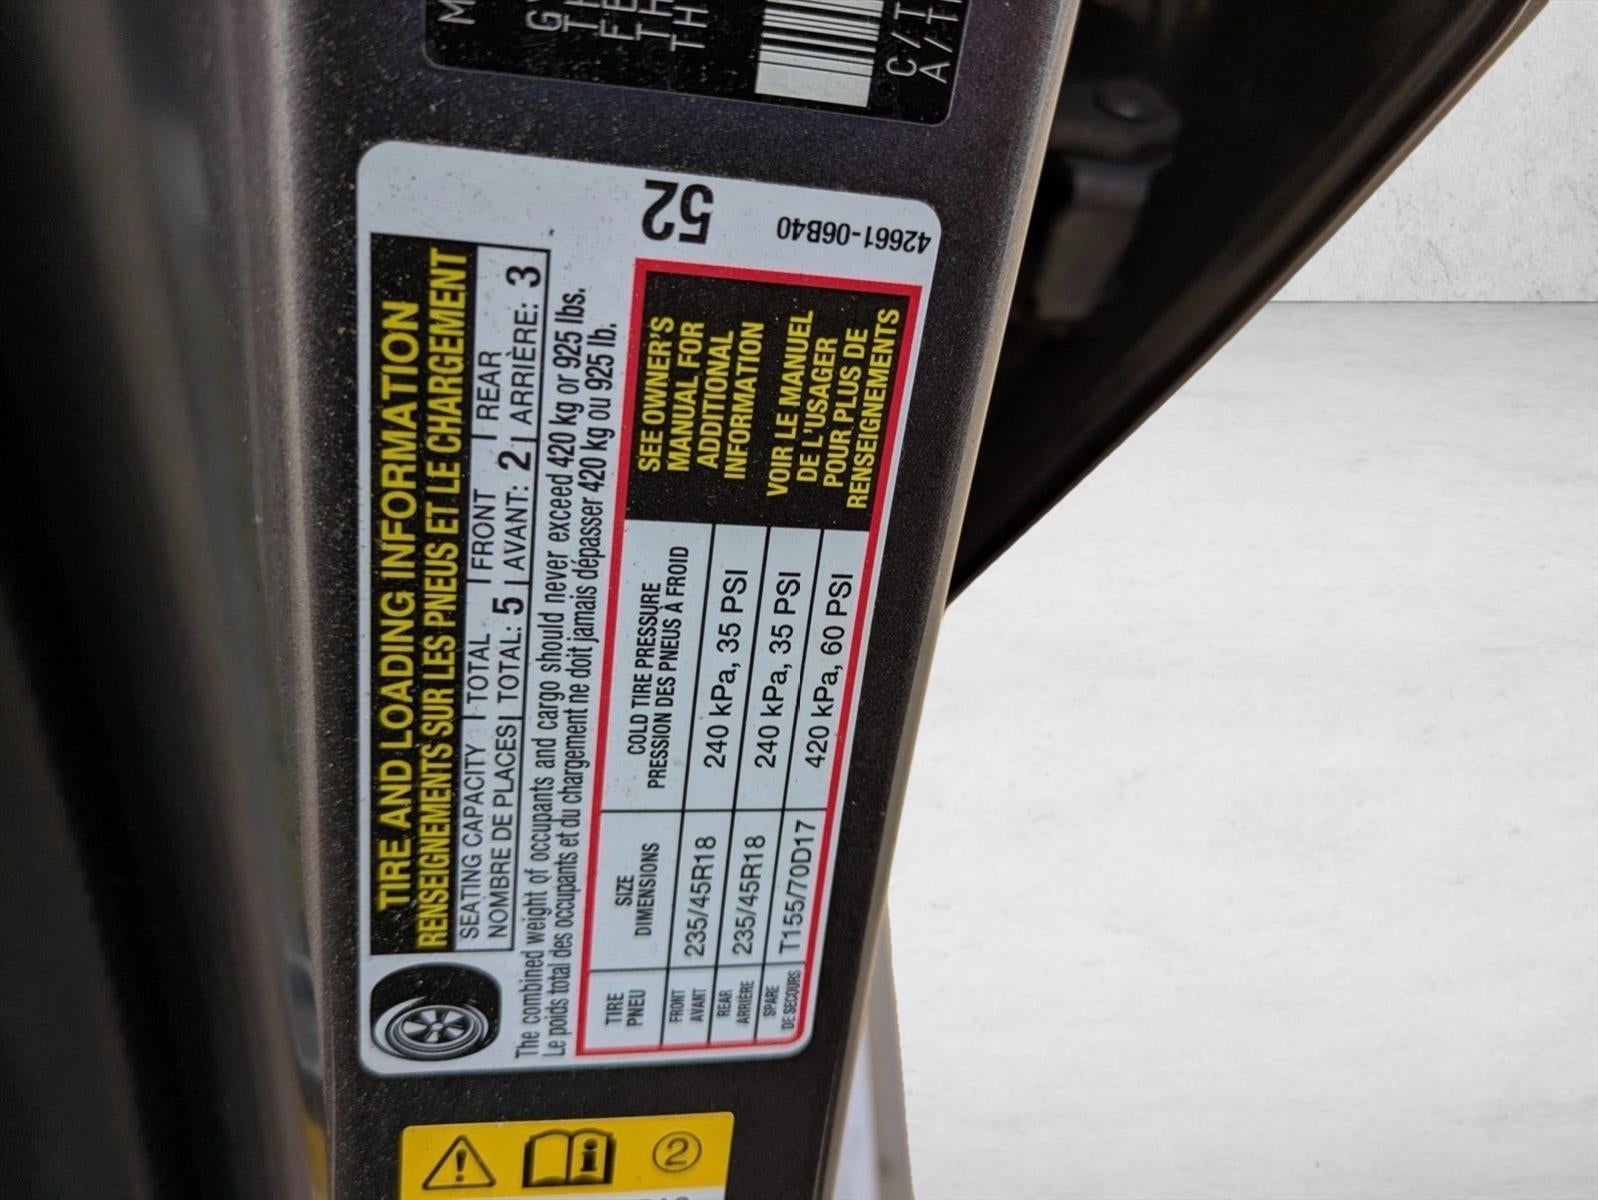 TIRE AND LOADING INFORMATION
RENSEIGNEMENTS SUR LES PNEUS ET LE CHARGEMENT
SEATING CAPACITY | TOTAL | FRONT | REAR
NOMBRE DE PLACES | TOTAL: 5 | AVANT: 2 | ARRIÈRE: 3
The combined weight of occupants and cargo should never exceed 420 kg or 925 lbs.
Le poids total des occupants et du chargement ne doit jamais dépasser 420 kg ou 925 lb.
TIRE SIZE COLD TIRE PRESSURE
PNEU DIMENSIONS PRESSION DES PNEUS À FROID
FRONT
AVANT 235/45R18 240 kPa, 35 PSI
REAR
ARRIÈRE 235/45R18 240 kPa, 35 PSI
SPARE
DE SECOURS T155/70D17 420 kPa, 60 PSI
SEE OWNER'S
MANUAL FOR
ADDITIONAL
INFORMATION
VOIR LE MANUEL
DE L'USAGER
POUR PLUS DE
RENSEIGNEMENTS
52
42661-06B40
C/T
A/T
2